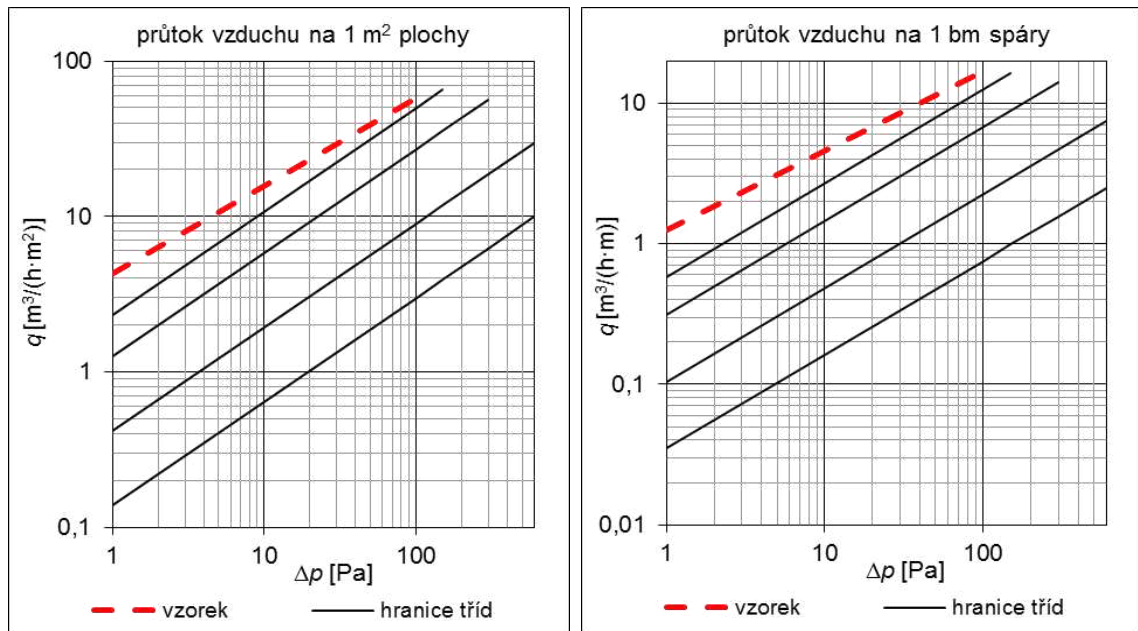 průtok vzduchu na 1 m² plochy
100
10
1
0,1
q [m³/(h·m²)]
1 10 100
Δp [Pa]
vzorek hranice tříd
průtok vzduchu na 1 bm spáry
10
1
0,1
0,01
q [m³/(h·m)]
1 10 100
Δp [Pa]
vzorek hranice tříd